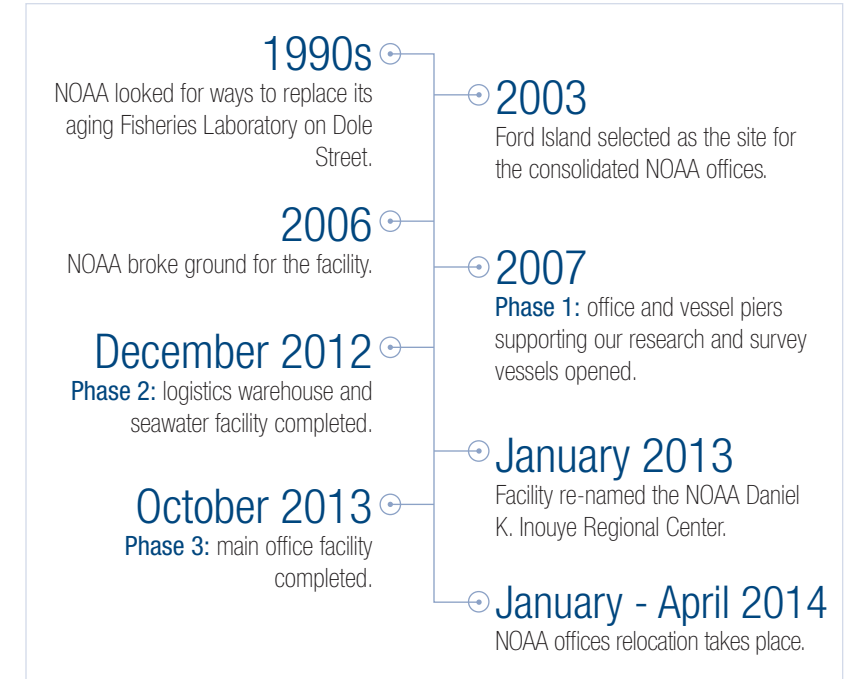 1990s
NOAA looked for ways to replace its
aging Fisheries Laboratory on Dole
Street.
2003
Ford Island selected as the site for
the consolidated NOAA offices.
2006
NOAA broke ground for the facility.
2007
Phase 1: office and vessel piers
supporting our research and survey
vessels opened.
December 2012
Phase 2: logistics warehouse and
seawater facility completed.
January 2013
Facility re-named the NOAA Daniel
K. Inouye Regional Center.
October 2013
Phase 3: main office facility
completed.
January - April 2014
NOAA offices relocation takes place.